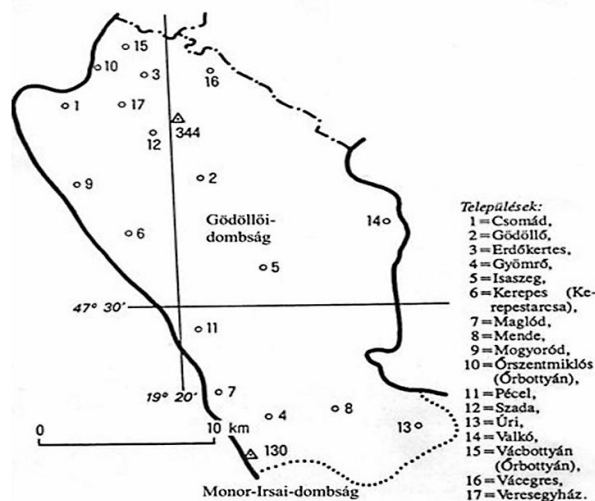 15
10
3
16
1
17
344
12
9
2
Gödöllői-
dombság
14
6
5
47° 30'
11
19° 20'
7
4
8
13
0 km 10
130
Monor-Irsai-dombság
Települések:
1=Csomád,
2=Gödöllő,
3=Erdőkertes,
4=Gyömrő,
5=Isaszeg,
6=Kerepes (Ke-
repestarcsa),
7=Maglód,
8=Mende,
9=Mogyoród,
10=Őrszentmiklós
(Őrbottyán),
11=Pécel,
12=Szada,
13=Úri,
14=Valkó,
15=Vácbottyán
(Őrbottyán),
16=Vácegres,
17=Veresegyház.